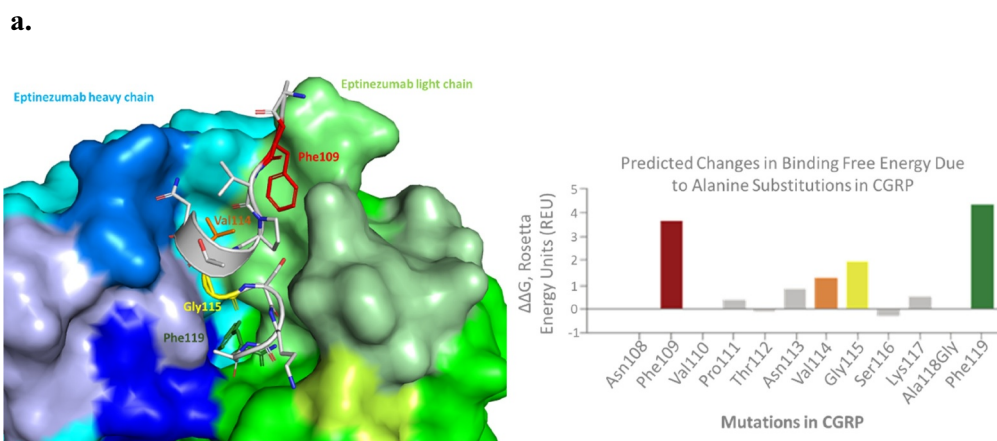 a.
Eptinezumab heavy chain
Eptinezumab light chain
Phe109
Val114
Gly115
Phe119
Predicted Changes in Binding Free Energy Due
to Alanine Substitutions in CGRP
ΔΔG, Rosetta
Energy Units (REU)
5
4
3
2
1
0
-1
Asn108
Phe109
Val110
Pro111
Thr112
Asn113
Val114
Gly115
Ser116
Lys117
Ala118Gly
Phe119
Mutations in CGRP